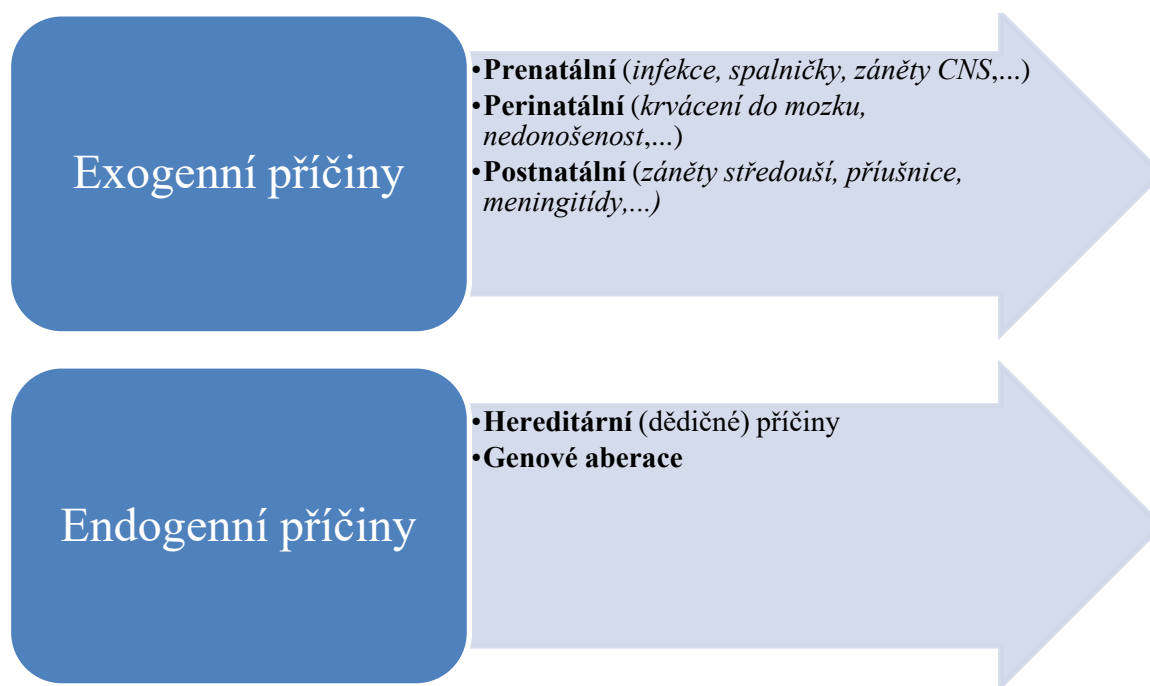 Exogenní příčiny
•Prenatální (infekce, spalničky, záněty CNS,...)
•Perinatální (krvácení do mozku,
nedonošenost,...)
•Postnatální (záněty středouší, příušnice,
meningitídy,...)
Endogenní příčiny
•Hereditární (dědičné) příčiny
•Genové aberace